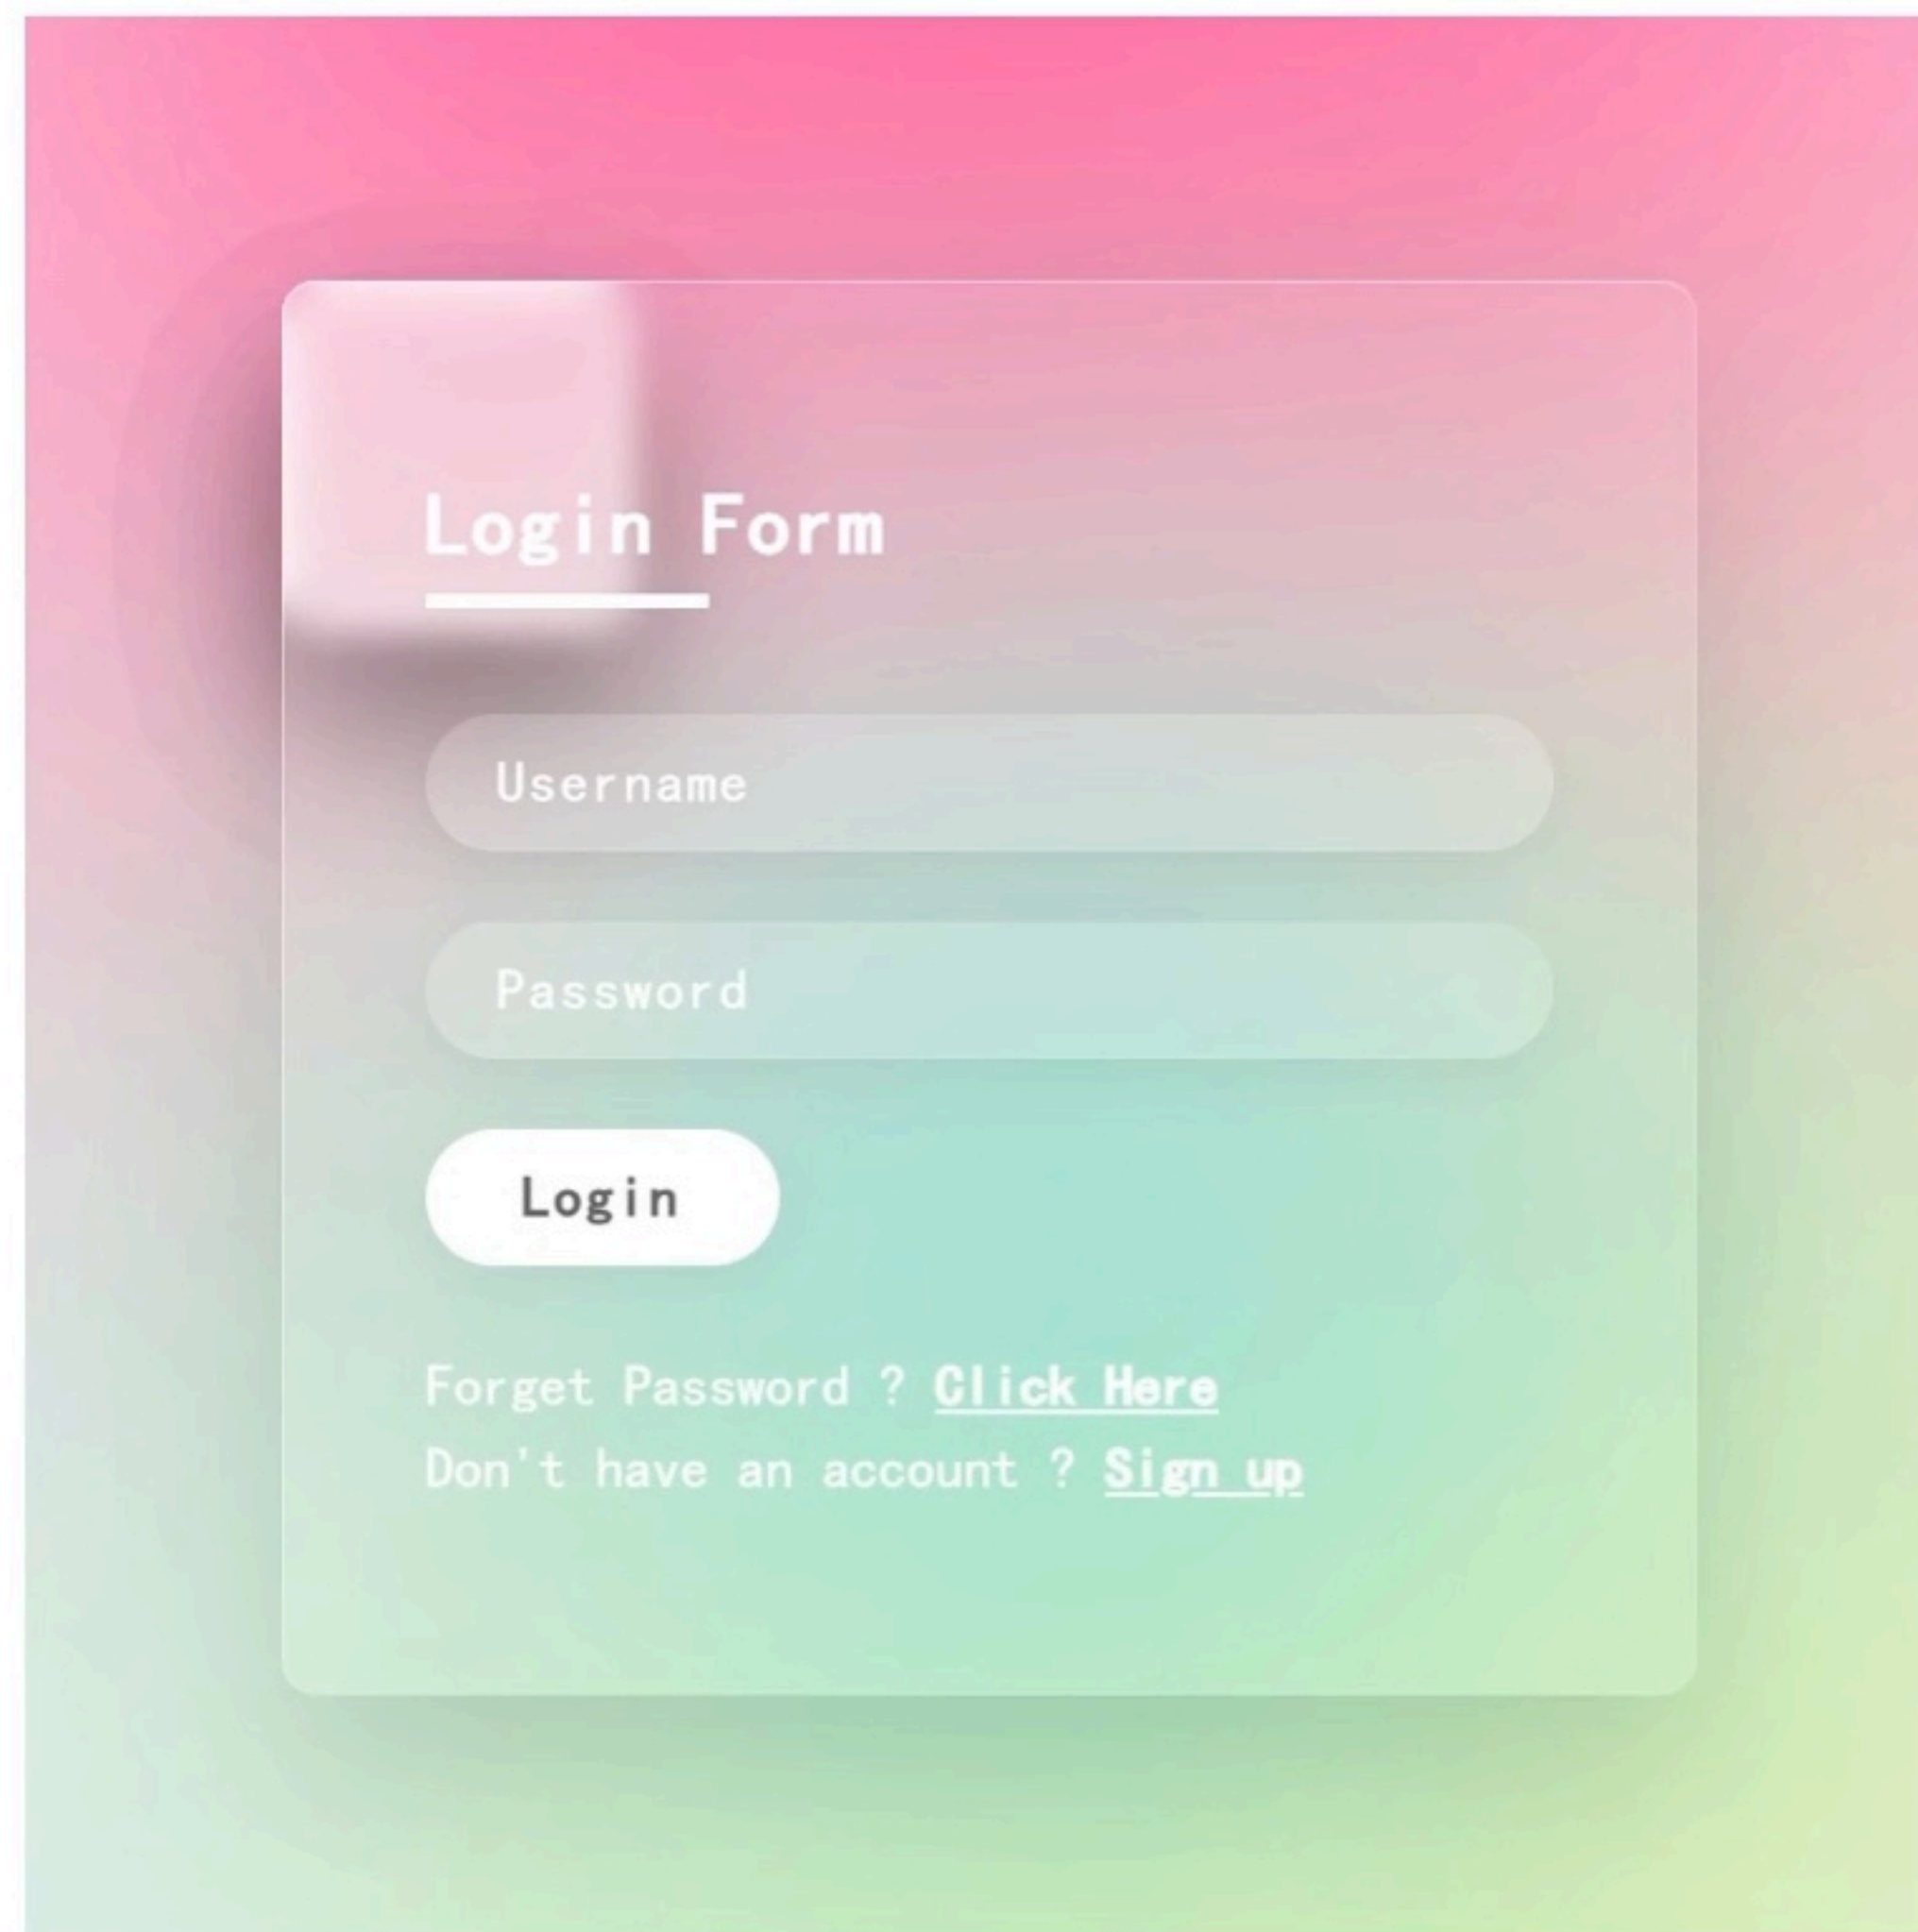 Login Form
Username
Password
Login
Forget Password ? Click Here
Don't have an account ? Sign up